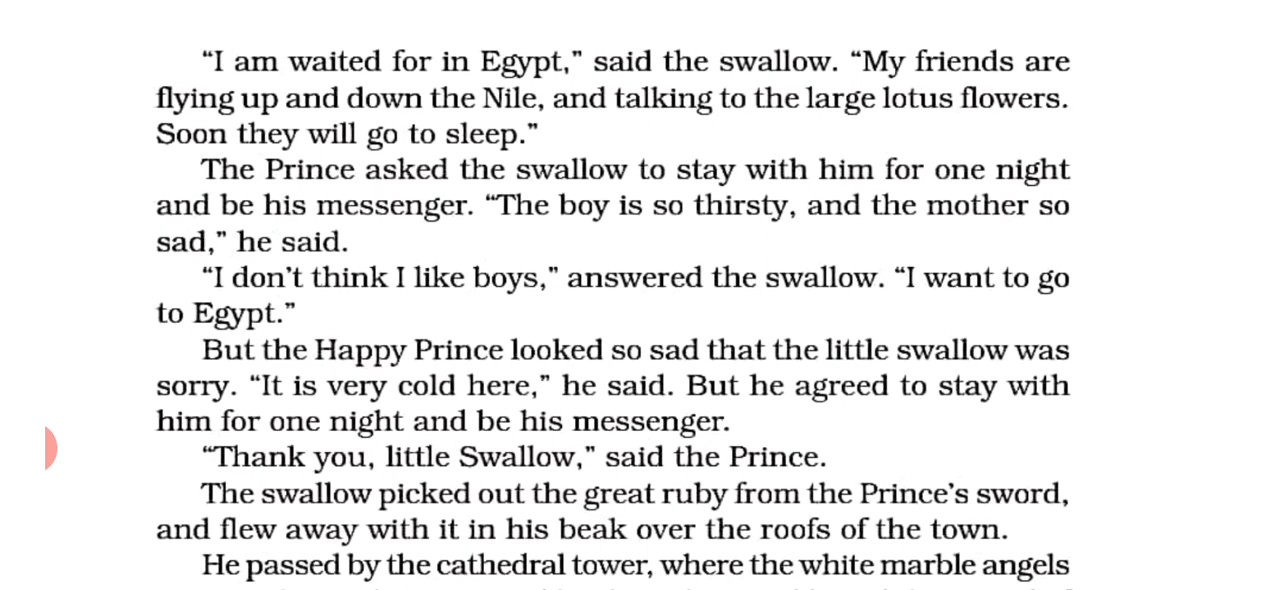 “I am waited for in Egypt,” said the swallow. “My friends are
flying up and down the Nile, and talking to the large lotus flowers.
Soon they will go to sleep.”
The Prince asked the swallow to stay with him for one night
and be his messenger. “The boy is so thirsty, and the mother so
sad,” he said.
“I don’t think I like boys,” answered the swallow. “I want to go
to Egypt.”
But the Happy Prince looked so sad that the little swallow was
sorry. “It is very cold here,” he said. But he agreed to stay with
him for one night and be his messenger.
“Thank you, little Swallow,” said the Prince.
The swallow picked out the great ruby from the Prince’s sword,
and flew away with it in his beak over the roofs of the town.
He passed by the cathedral tower, where the white marble angels